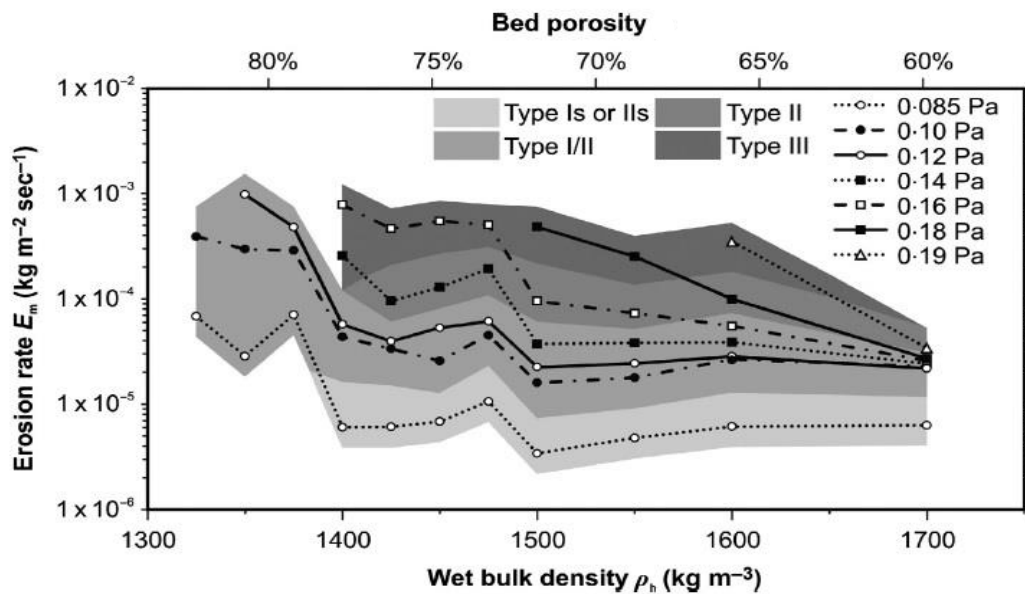 Bed porosity
80% 75% 70% 65% 60%
1 × 10⁻²
1 × 10⁻³
1 × 10⁻⁴
1 × 10⁻⁵
1 × 10⁻⁶
Erosion rate Eₘ (kg m⁻² sec⁻¹)
Type Is or IIs
Type I/II
Type II
Type III
0·085 Pa
0·10 Pa
0·12 Pa
0·14 Pa
0·16 Pa
0·18 Pa
0·19 Pa
1300 1400 1500 1600 1700
Wet bulk density ρₕ (kg m⁻³)